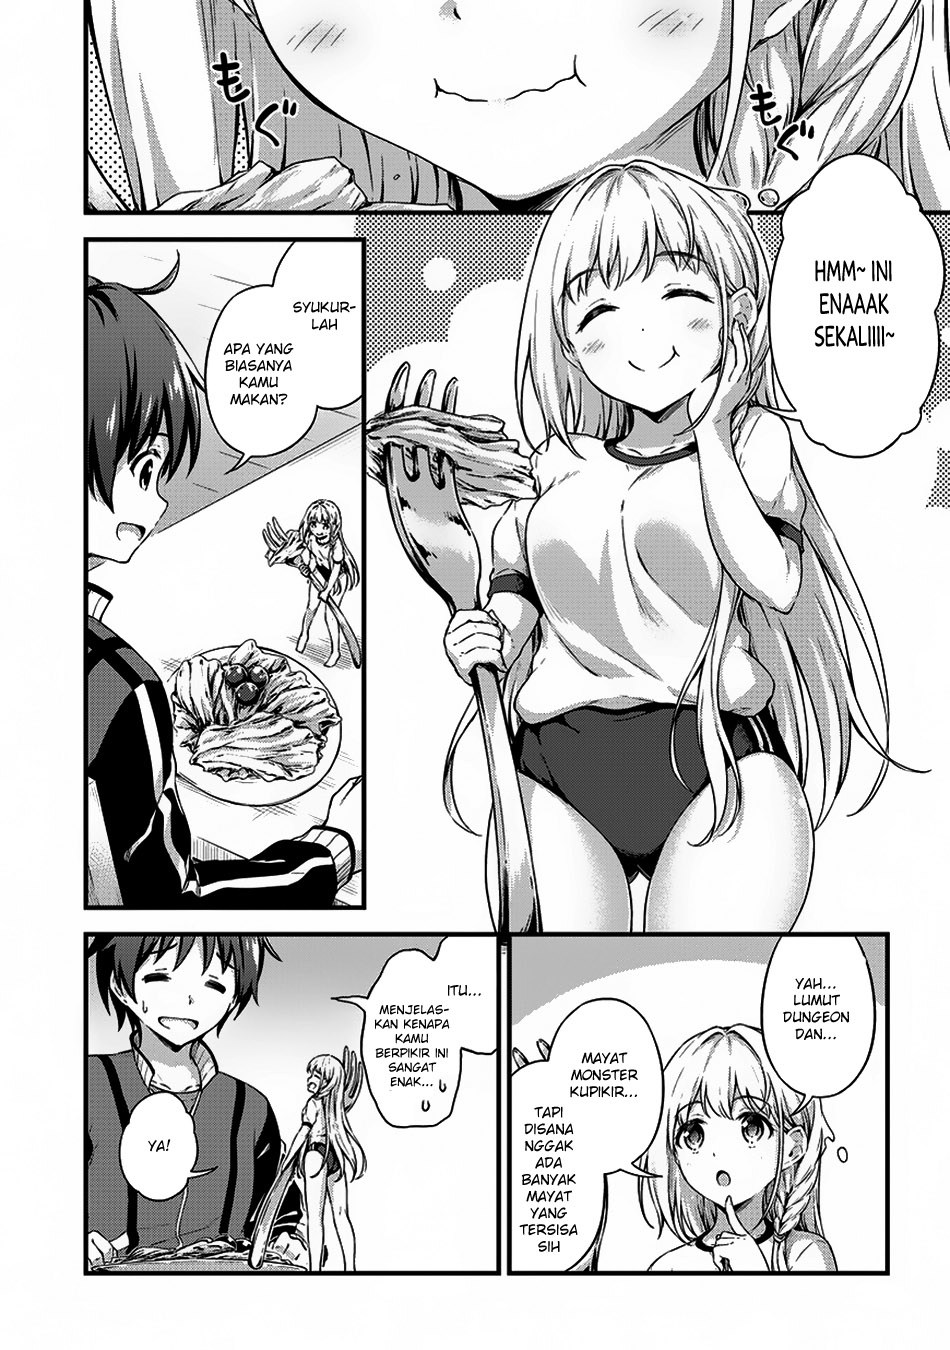 もぐ
もぐ
HMM~ INI
ENAAAK
SEKALIIII~
SYUKUR-
LAH
APA YANG
BIASANYA
KAMU
MAKAN?
YAH...
LUMUT
DUNGEON
DAN...
MAYAT
MONSTER
KUPIKIR...
TAPI
DISANA
NGGAK
ADA
BANYAK
MAYAT
YANG
TERSISA
SIH
ITU...
MENJELAS-
KAN KENAPA
KAMU
BERPIKIR INI
SANGAT
ENAK...
YA!